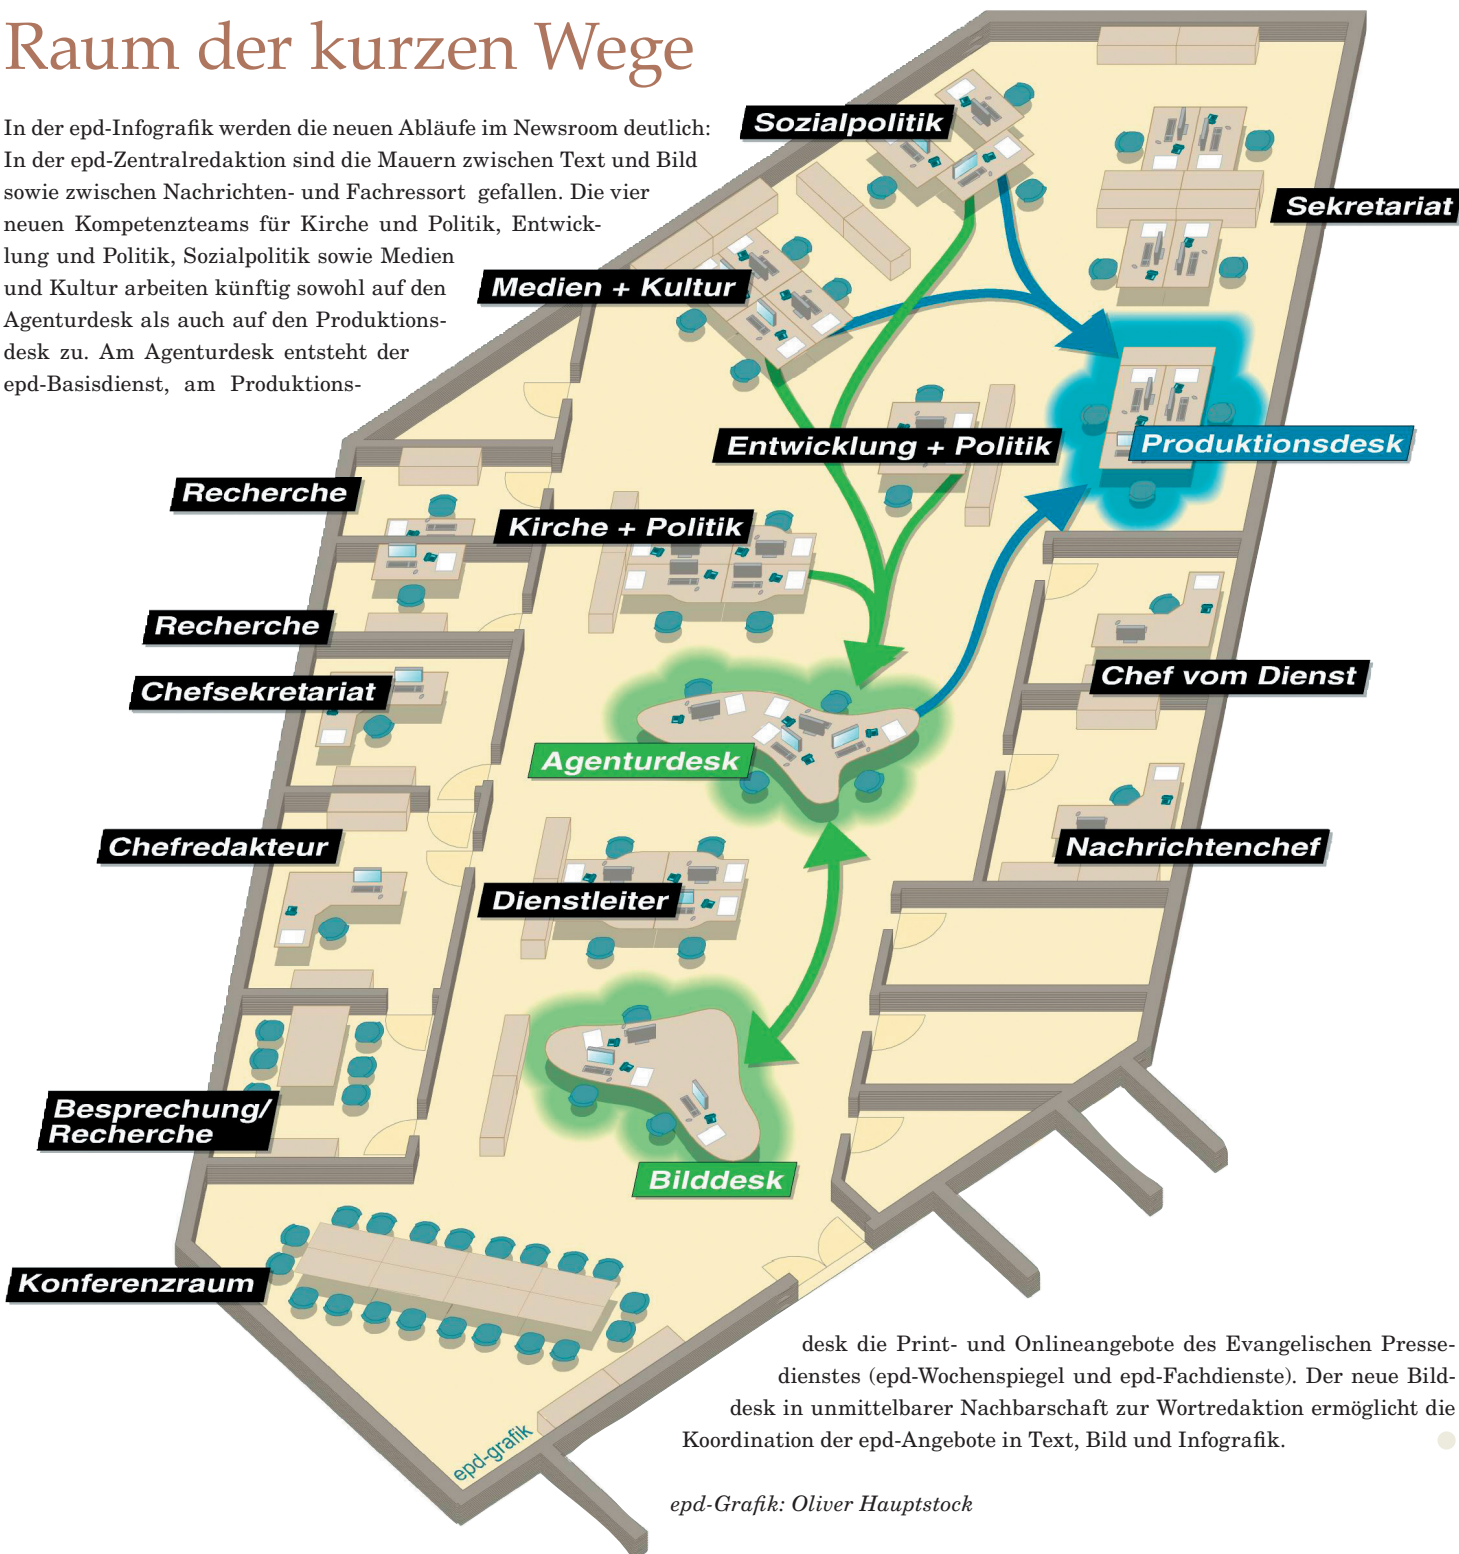 Raum der kurzen Wege
In der epd-Infografik werden die neuen Abläufe im Newsroom deutlich:
In der epd-Zentralredaktion sind die Mauern zwischen Text und Bild
sowie zwischen Nachrichten- und Fachressort gefallen. Die vier
neuen Kompetenzteams für Kirche und Politik, Entwick-
lung und Politik, Sozialpolitik sowie Medien
und Kultur arbeiten künftig sowohl auf den
Agenturdesk als auch auf den Produktions-
desk zu. Am Agenturdesk entsteht der
epd-Basisdienst, am Produktions-
Sozialpolitik
Sekretariat
Medien + Kultur
Entwicklung + Politik
Produktionsdesk
Recherche
Kirche + Politik
Recherche
Chefsekretariat
Chef vom Dienst
Agenturdesk
Chefredakteur
Nachrichtenchef
Dienstleiter
Besprechung/
Recherche
Bilddesk
Konferenzraum
desk die Print- und Onlineangebote des Evangelischen Presse-
dienstes (epd-Wochenspiegel und epd-Fachdienste). Der neue Bild-
desk in unmittelbarer Nachbarschaft zur Wortredaktion ermöglicht die
Koordination der epd-Angebote in Text, Bild und Infografik.
epd-grafik
epd-Grafik: Oliver Hauptstock